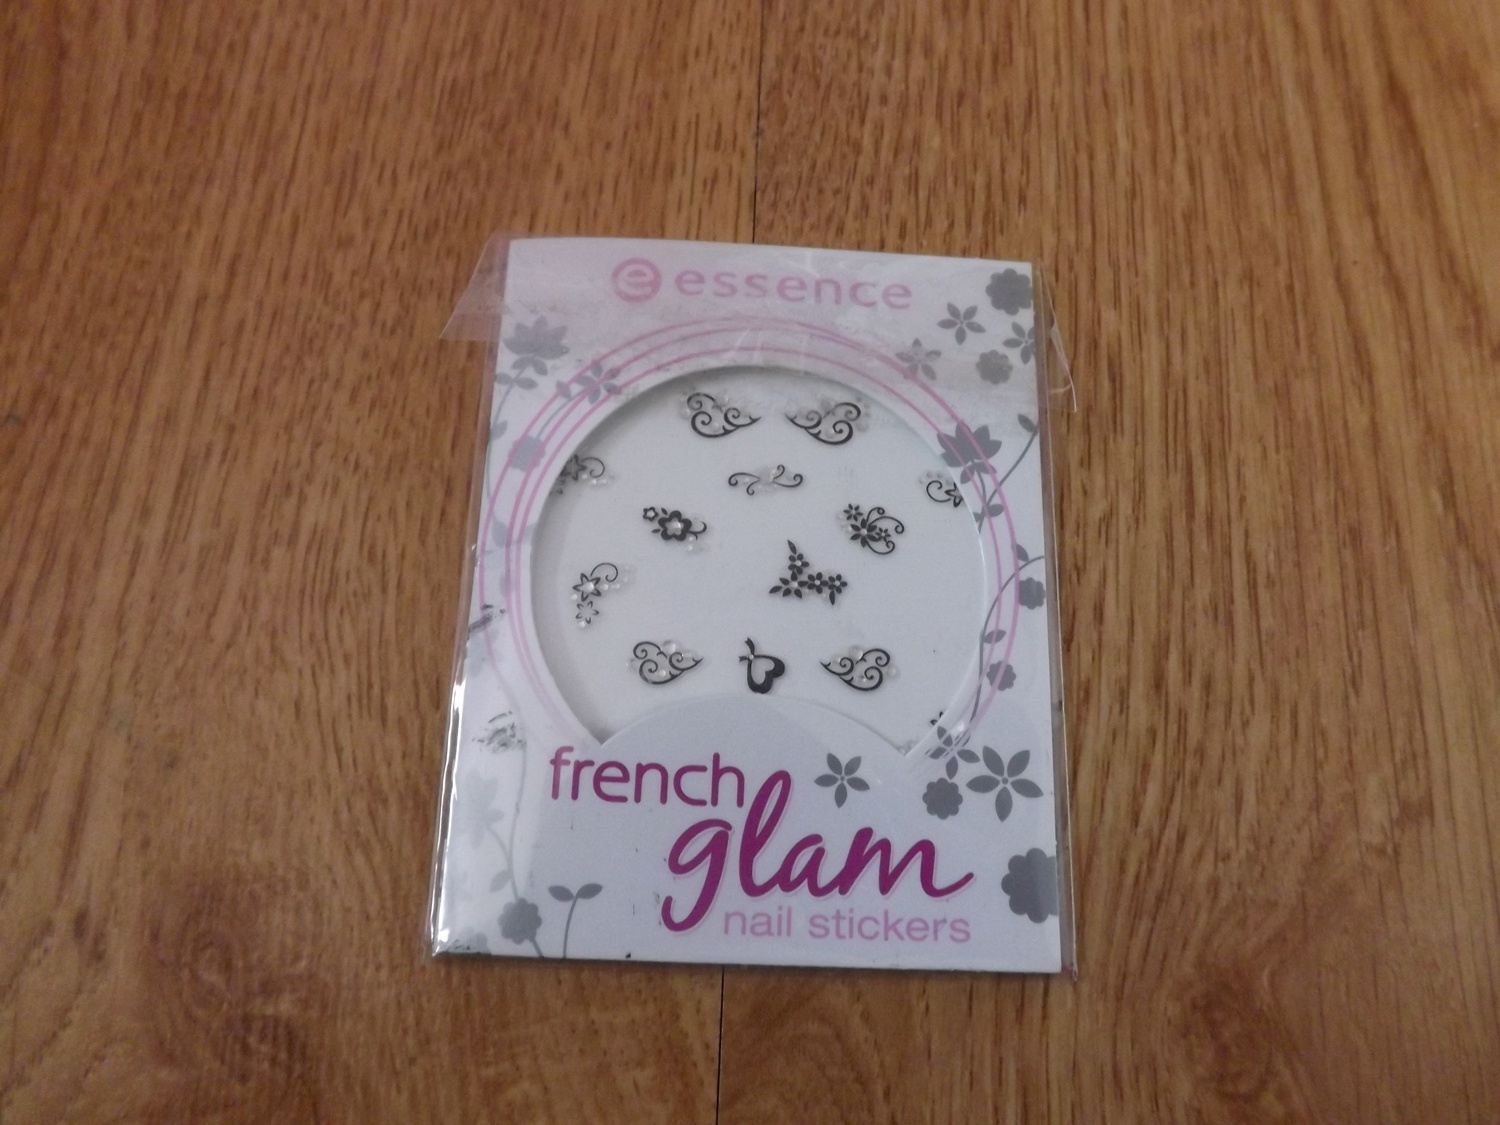 e essence
french
glam
nail stickers